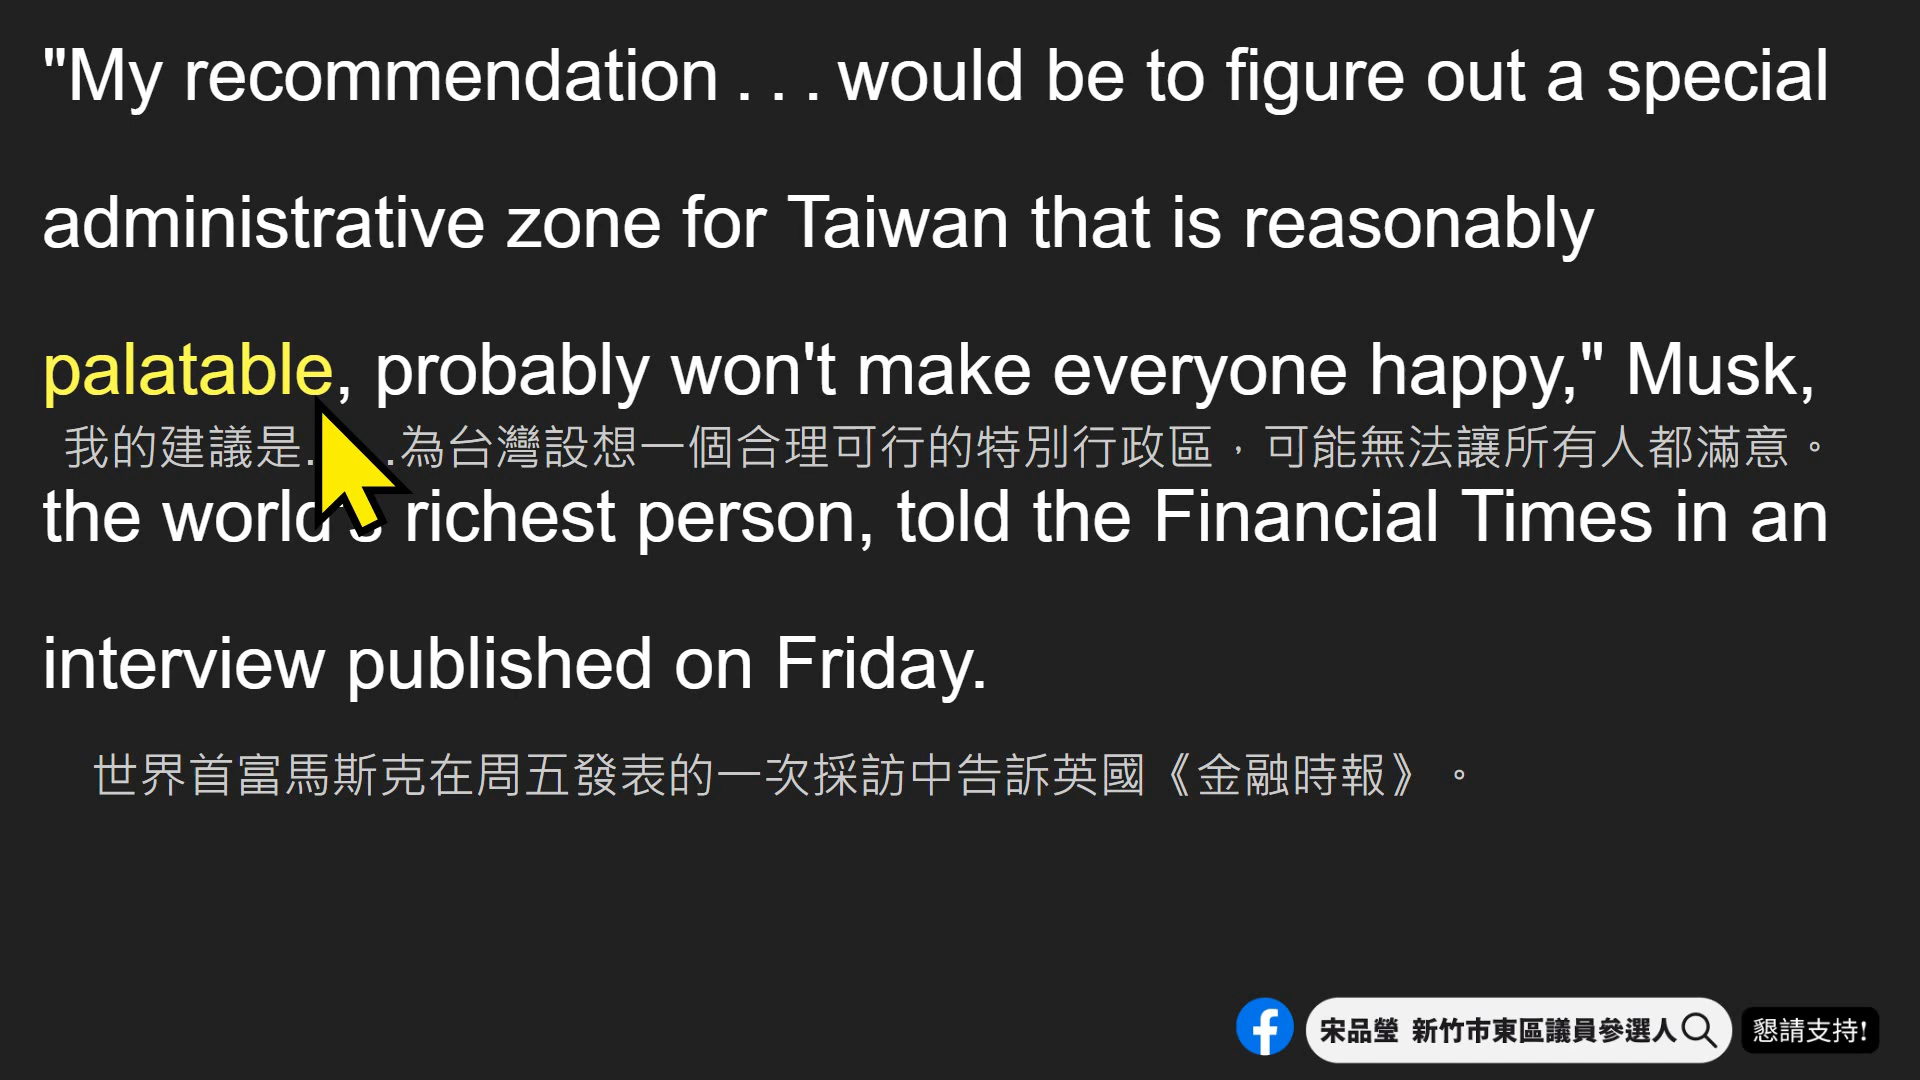 "My recommendation . . . would be to figure out a special
administrative zone for Taiwan that is reasonably
palatable, probably won't make everyone happy," Musk,
我的建議是. .為台灣設想一個合理可行的特別行政區，可能無法讓所有人都滿意。
the world's richest person, told the Financial Times in an
interview published on Friday.
世界首富馬斯克在周五發表的一次採訪中告訴英國《金融時報》。
宋品瑩 新竹市東區議員參選人
懇請支持!